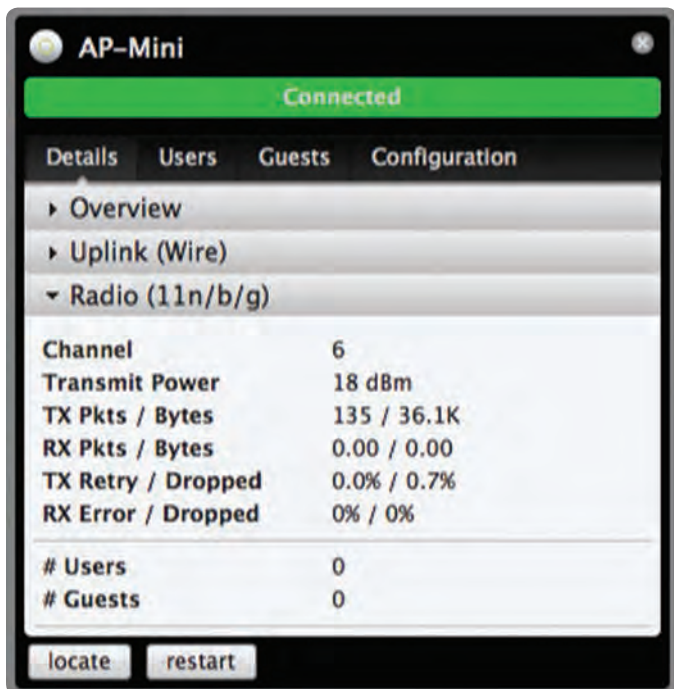 AP-Mini
Connected
Details Users Guests Configuration
Overview
Uplink (Wire)
Radio (11n/b/g)
Channel 6
Transmit Power 18 dBm
TX Pkts / Bytes 135 / 36.1K
RX Pkts / Bytes 0.00 / 0.00
TX Retry / Dropped 0.0% / 0.7%
RX Error / Dropped 0% / 0%
# Users 0
# Guests 0
locate restart